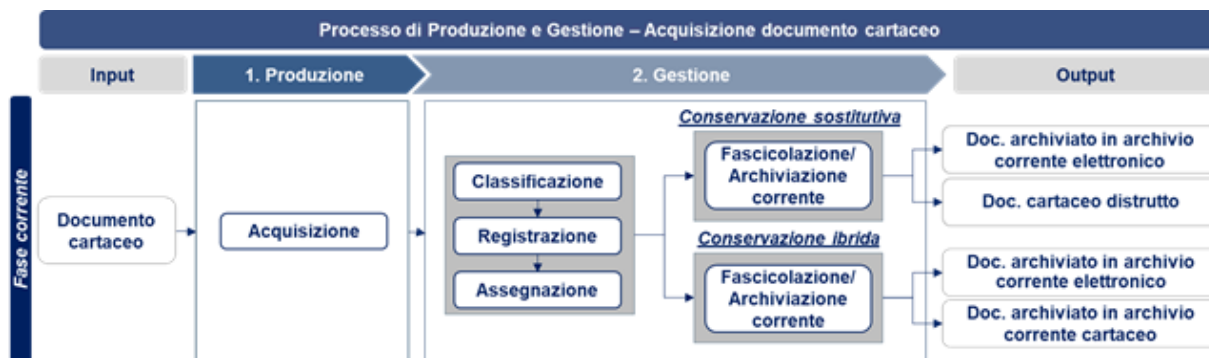 Processo di Produzione e Gestione – Acquisizione documento cartaceo
Input
1. Produzione
2. Gestione
Output
Fase corrente
Documento
cartaceo
Acquisizione
Classificazione
Registrazione
Assegnazione
Conservazione sostitutiva
Fascicolazione/
Archiviazione
corrente
Conservazione ibrida
Fascicolazione/
Archiviazione
corrente
Doc. archiviato in archivio
corrente elettronico
Doc. cartaceo distrutto
Doc. archiviato in archivio
corrente elettronico
Doc. archiviato in archivio
corrente cartaceo